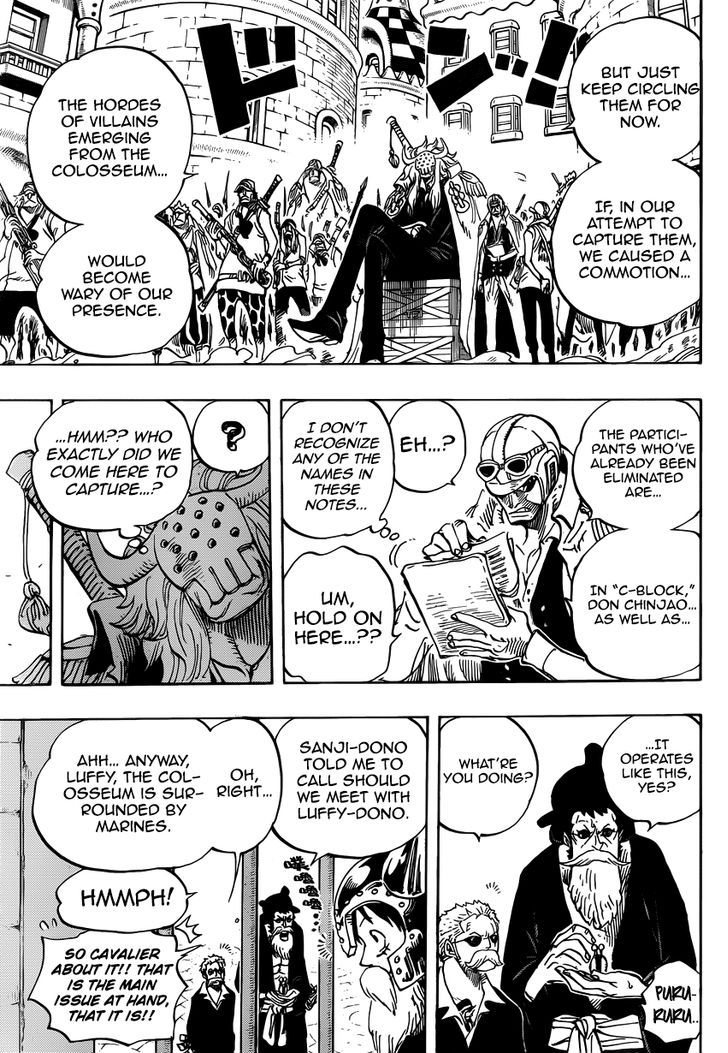 BUT JUST
KEEP CIRCLING
THEM FOR
NOW.
IF, IN OUR
ATTEMPT TO
CAPTURE THEM,
WE CAUSED A
COMMOTION...
ドン!!
THE HORDES
OF VILLAINS
EMERGING
FROM THE
COLOSSEUM...
WOULD
BECOME
WARY OF OUR
PRESENCE.
THE PARTICI-
PANTS WHO'VE
ALREADY BEEN
ELIMINATED
ARE...
IN "C-BLOCK,"
DON CHINJAO...
AS WELL AS...
EH...?
I DON'T
RECOGNIZE
ANY OF THE
NAMES IN
THESE
NOTES...
UM,
HOLD ON
HERE...??
?
...HMM?? WHO
EXACTLY DID WE
COME HERE TO
CAPTURE...?
...IT
OPERATES
LIKE THIS,
YES?
PURU-
RURU...
WHAT'RE
YOU DOING?
SANJI-DONO
TOLD ME TO
CALL SHOULD
WE MEET WITH
LUFFY-DONO.
OH,
RIGHT...
AHH... ANYWAY,
LUFFY, THE COL-
OSSEUM IS SUR-
ROUNDED BY
MARINES.
HMMPH!
SO CAVALIER
ABOUT IT!! THAT
IS THE MAIN
ISSUE AT HAND,
THAT IT IS!!